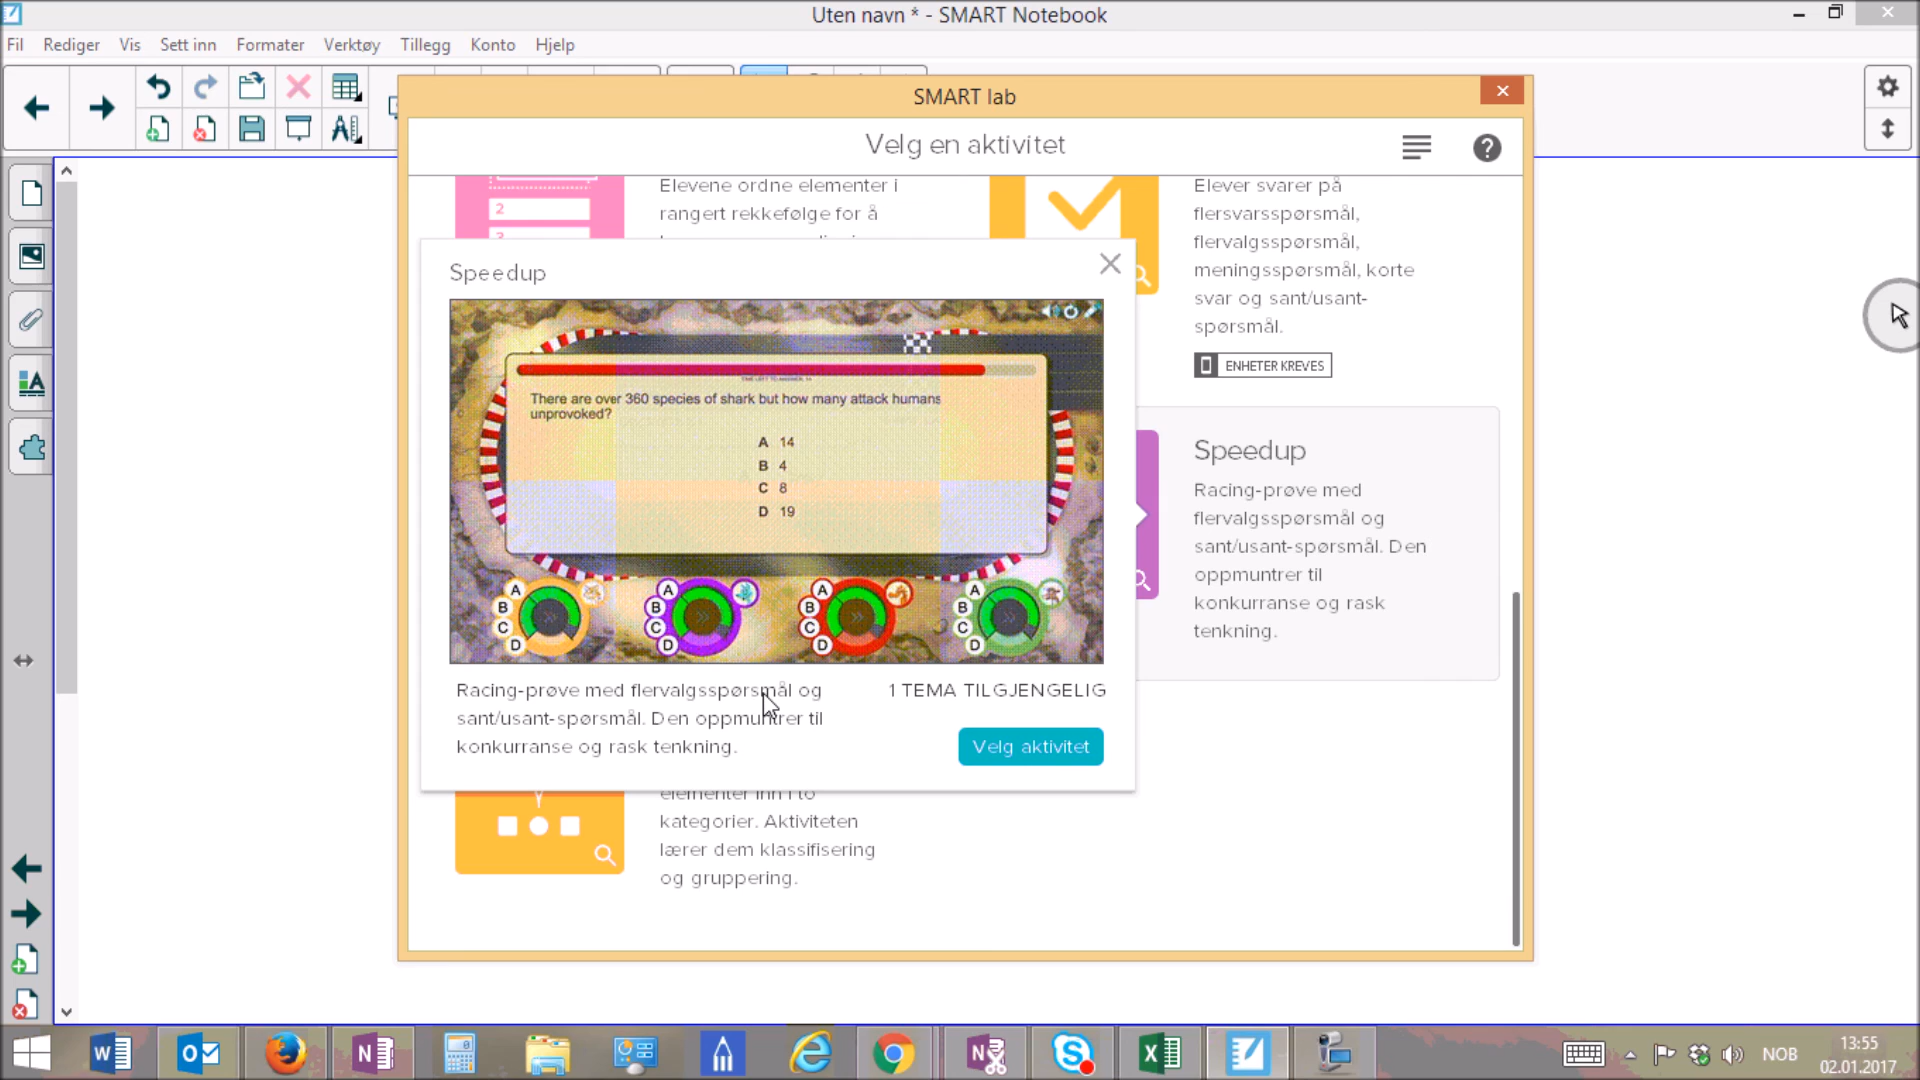 Uten navn * - SMART Notebook
Fil Rediger Vis Sett inn Formater Verktøy Tillegg Konto Hjelp
SMART lab
Velg en aktivitet
2
3
Elevene ordne elementer i
rangert rekkefølge for å
Elever svarer på
flersvarsspørsmål,
flervalgsspørsmål,
meningsspørsmål, korte
svar og sant/usant-
spørsmål.
ENHETER KREVES
Speedup
There are over 360 species of shark but how many attack humans
unprovoked?
A 14
B 4
C 8
D 19
A B C D
A B C D
A B C D
A B C D
Racing-prøve med flervalgsspørsmål og
sant/usant-spørsmål. Den oppmuntrer til
konkurranse og rask tenkning.
1 TEMA TILGJENGELIG
Velg aktivitet
Speedup
Racing-prøve med
flervalgsspørsmål og
sant/usant-spørsmål. Den
oppmuntrer til
konkurranse og rask
tenkning.
elementer inn i to
kategorier. Aktiviteten
lærer dem klassifisering
og gruppering.
NOB
13:55
02.01.2017